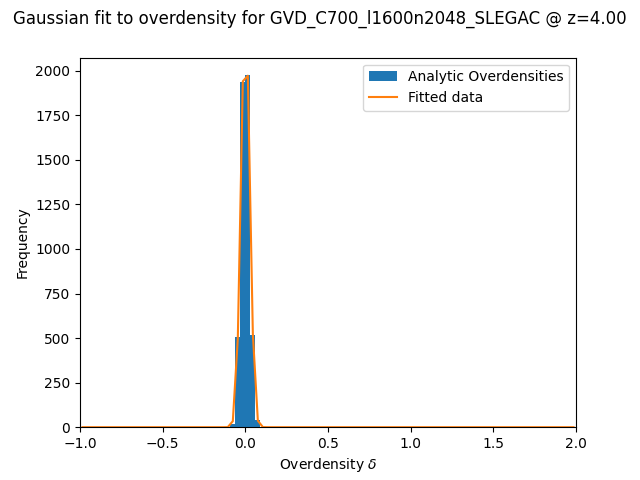 Gaussian fit to overdensity for GVD_C700_l1600n2048_SLEGAC @ z=4.00
Analytic Overdensities
Fitted data
2000
1750
1500
1250
1000
750
500
250
0
Frequency
−1.0 −0.5 0.0 0.5 1.0 1.5 2.0
Overdensity δ